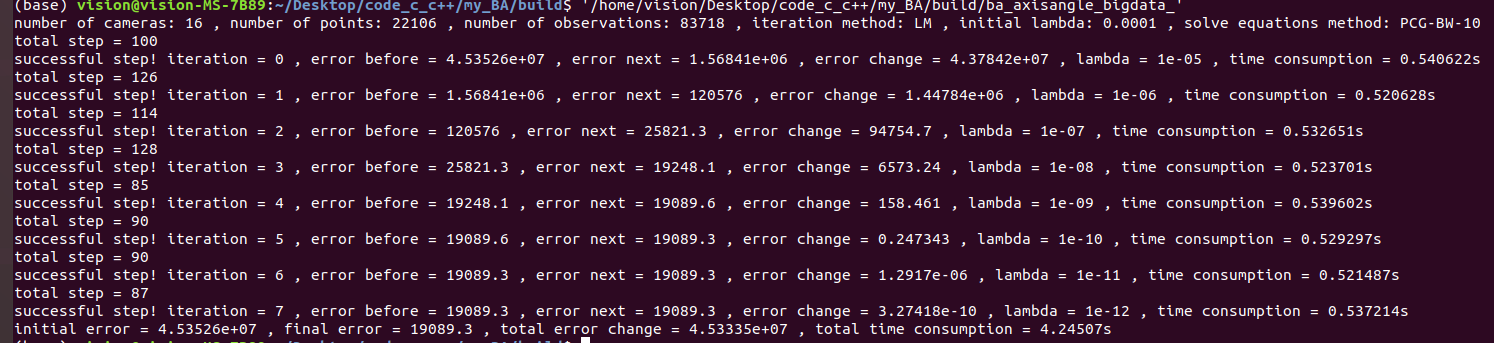 (base) vision@vision-MS-7B89:~/Desktop/code_c_c++/my_BA/build$ '/home/vision/Desktop/code_c_c++/my_BA/build/ba_axisangle_bigdata_'
number of cameras: 16 , number of points: 22106 , number of observations: 83718 , iteration method: LM , initial lambda: 0.0001 , solve equations method: PCG-BW-10
total step = 100
successful step! iteration = 0 , error before = 4.53526e+07 , error next = 1.56841e+06 , error change = 4.37842e+07 , lambda = 1e-05 , time consumption = 0.540622s
total step = 126
successful step! iteration = 1 , error before = 1.56841e+06 , error next = 120576 , error change = 1.44784e+06 , lambda = 1e-06 , time consumption = 0.520628s
total step = 114
successful step! iteration = 2 , error before = 120576 , error next = 25821.3 , error change = 94754.7 , lambda = 1e-07 , time consumption = 0.532651s
total step = 128
successful step! iteration = 3 , error before = 25821.3 , error next = 19248.1 , error change = 6573.24 , lambda = 1e-08 , time consumption = 0.523701s
total step = 85
successful step! iteration = 4 , error before = 19248.1 , error next = 19089.6 , error change = 158.461 , lambda = 1e-09 , time consumption = 0.539602s
total step = 90
successful step! iteration = 5 , error before = 19089.6 , error next = 19089.3 , error change = 0.247343 , lambda = 1e-10 , time consumption = 0.529297s
total step = 90
successful step! iteration = 6 , error before = 19089.3 , error next = 19089.3 , error change = 1.2917e-06 , lambda = 1e-11 , time consumption = 0.521487s
total step = 87
successful step! iteration = 7 , error before = 19089.3 , error next = 19089.3 , error change = 3.27418e-10 , lambda = 1e-12 , time consumption = 0.537214s
initial error = 4.53526e+07 , final error = 19089.3 , total error change = 4.53335e+07 , total time consumption = 4.24507s
(base) vision@vision-MS-7B89:~/Desktop/code_c_c++/my_BA/build$